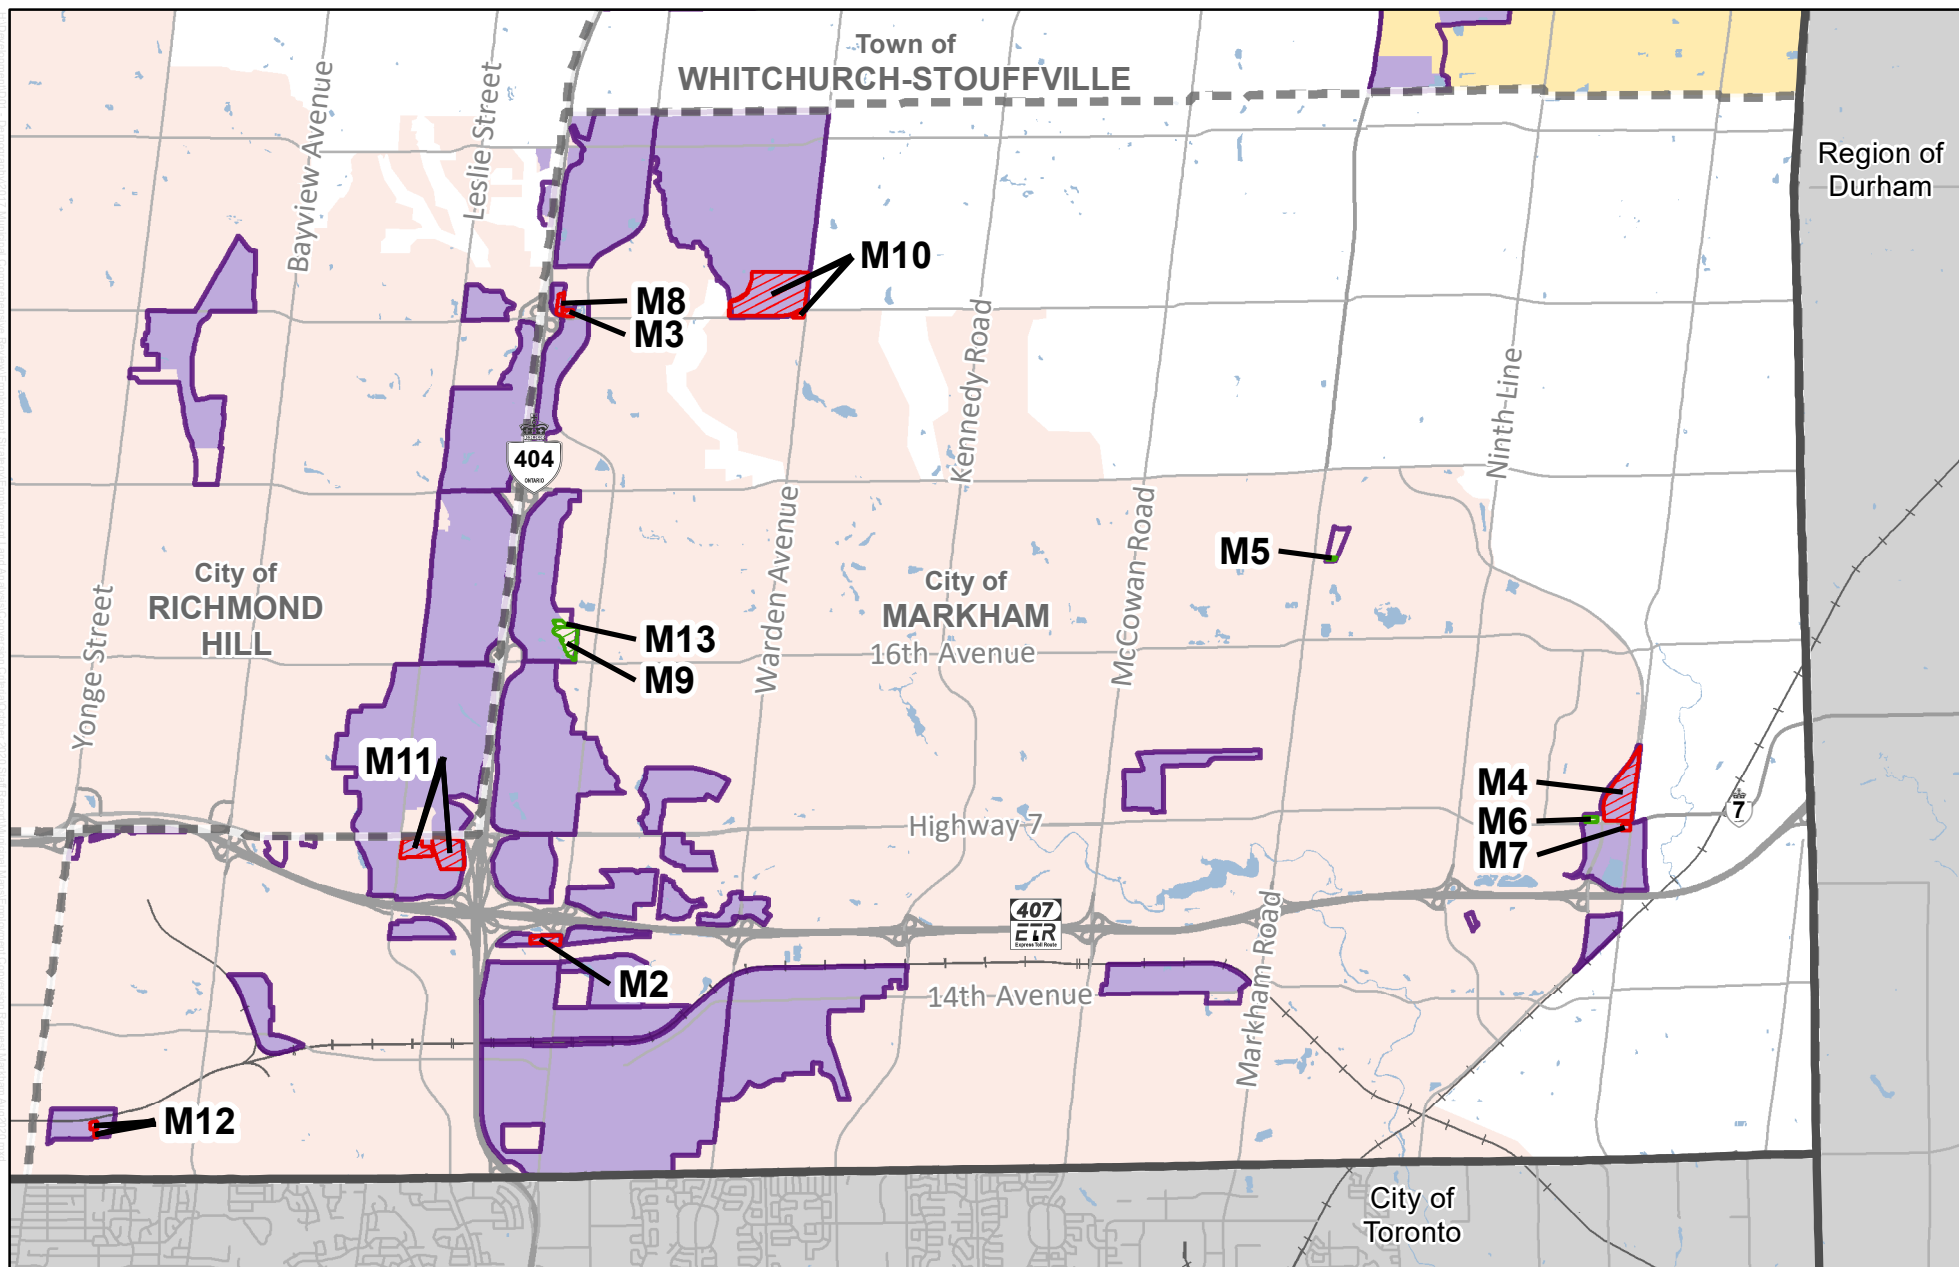 Town of
WHITCHURCH-STOUFFVILLE
Region of
Durham
Bayview Avenue
Leslie Street
M10
M8
M3
Kennedy Road
Ninth Line
404
ONTARIO
Warden Avenue
McCowan Road
M5
City of
RICHMOND
HILL
City of
MARKHAM
16th Avenue
Yonge Street
M13
M9
M11
M4
M6
M7
7
Highway 7
407
ETR
Express Toll Route
Markham Road
M2
14th Avenue
M12
City of
Toronto